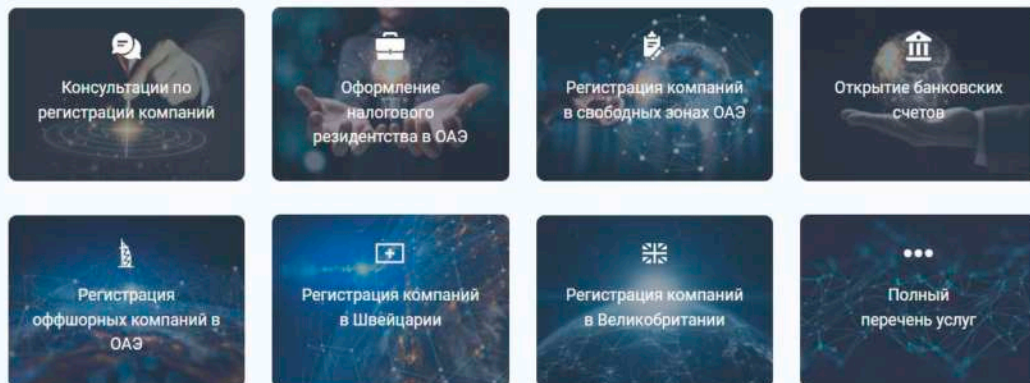 Консультации по
регистрации компаний
Оформление
налогового
резидентства в ОАЭ
Регистрация компаний
в свободных зонах ОАЭ
Открытие банковских
счетов
Регистрация
оффшорных компаний в
ОАЭ
Регистрация компаний
в Швейцарии
Регистрация компаний
в Великобритании
Полный
перечень услуг